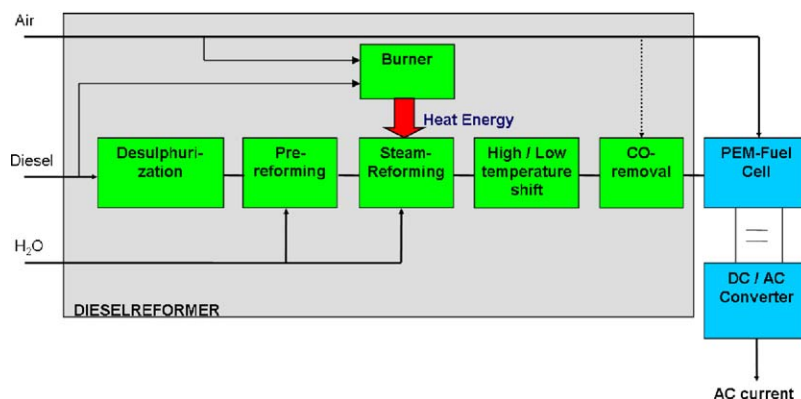 Air
Burner
Heat Energy
Diesel
Desulphuri-
zation
Pre-
reforming
Steam-
Reforming
High / Low
temperature
shift
CO-
removal
PEM-Fuel
Cell
H₂O
DIESELREFORMER
DC / AC
Converter
AC current